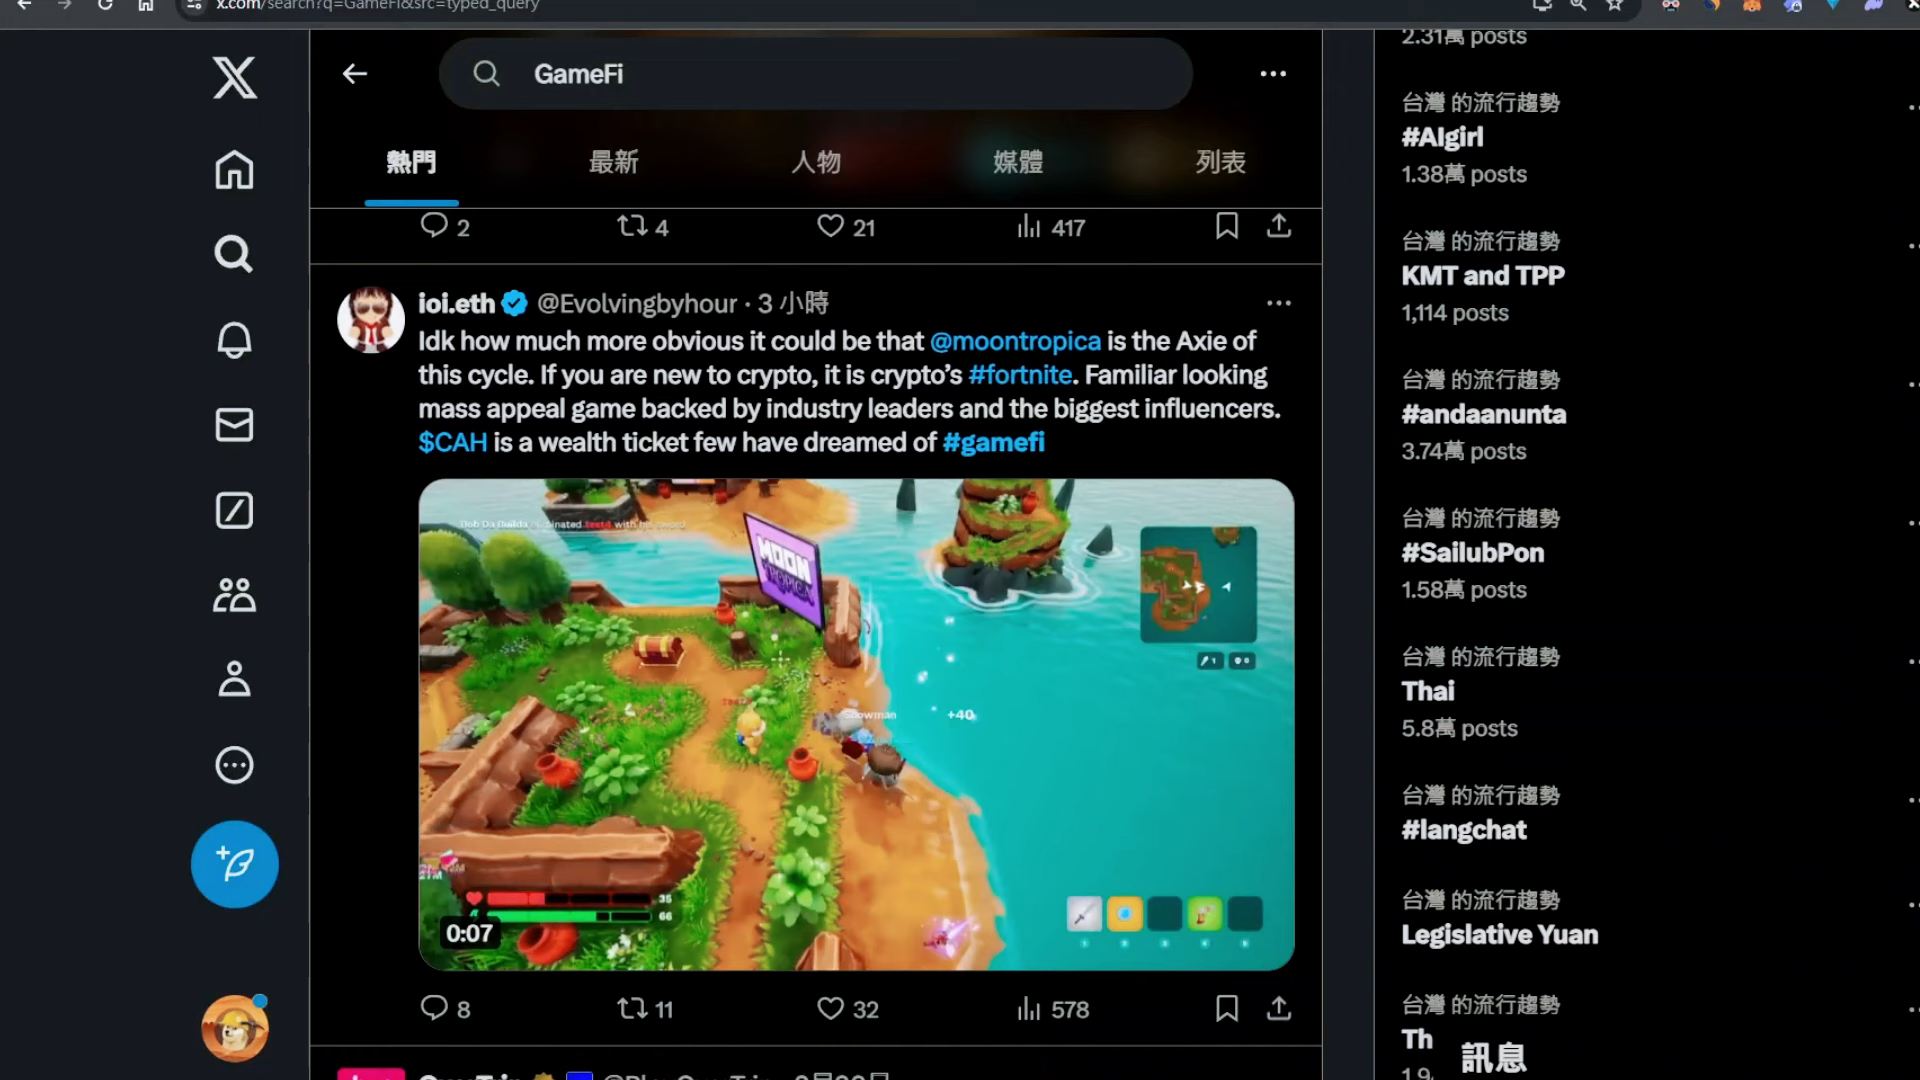 x.com/search?q=GameFi&src=typed_query
GameFi
熱門
最新
人物
媒體
列表
2
4
21
417
ioi.eth @Evolvingbyhour · 3 小時
Idk how much more obvious it could be that @moontropica is the Axie of
this cycle. If you are new to crypto, it is crypto's #fortnite. Familiar looking
mass appeal game backed by industry leaders and the biggest influencers.
$CAH is a wealth ticket few have dreamed of #gamefi
MOON
TROPICA
Showman
+40
35
66
0:07
8
11
32
578
2.31萬 posts
台灣 的流行趨勢
#AIgirl
1.38萬 posts
台灣 的流行趨勢
KMT and TPP
1,114 posts
台灣 的流行趨勢
#andaanunta
3.74萬 posts
台灣 的流行趨勢
#SailubPon
1.58萬 posts
台灣 的流行趨勢
Thai
5.8萬 posts
台灣 的流行趨勢
#langchat
台灣 的流行趨勢
Legislative Yuan
台灣 的流行趨勢
Th
訊息